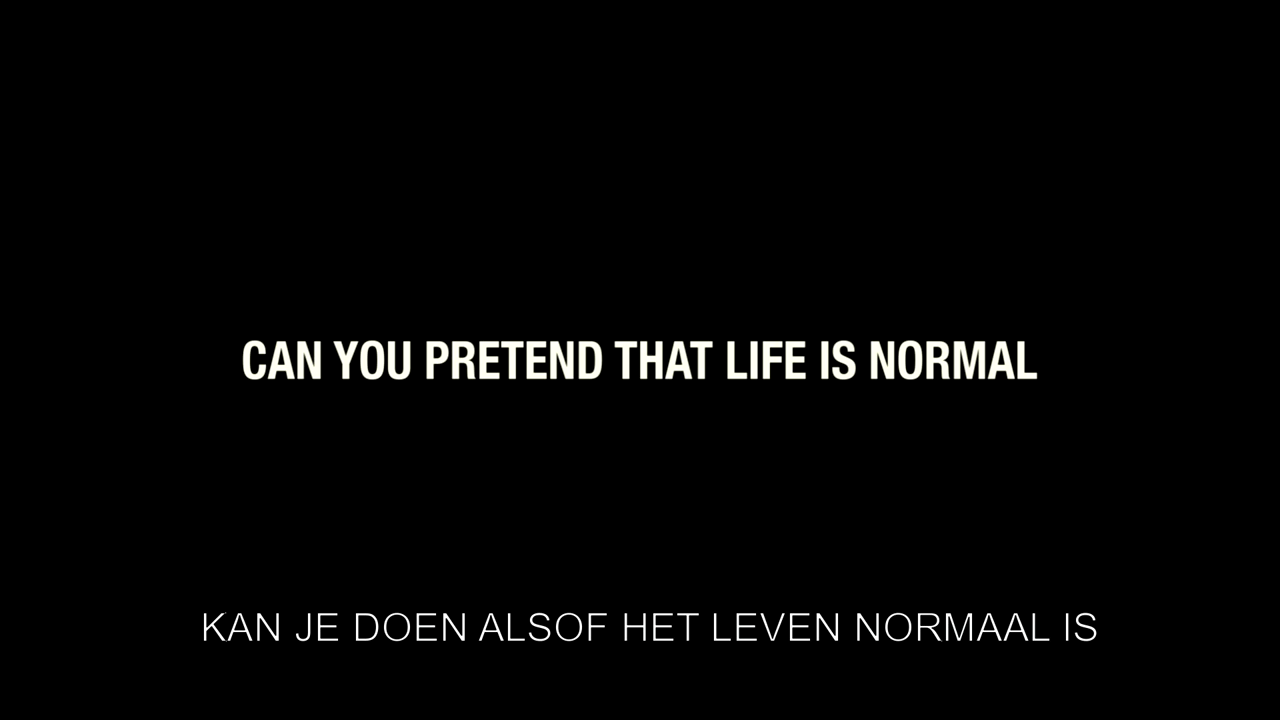 CAN YOU PRETEND THAT LIFE IS NORMAL
KAN JE DOEN ALSOF HET LEVEN NORMAAL IS